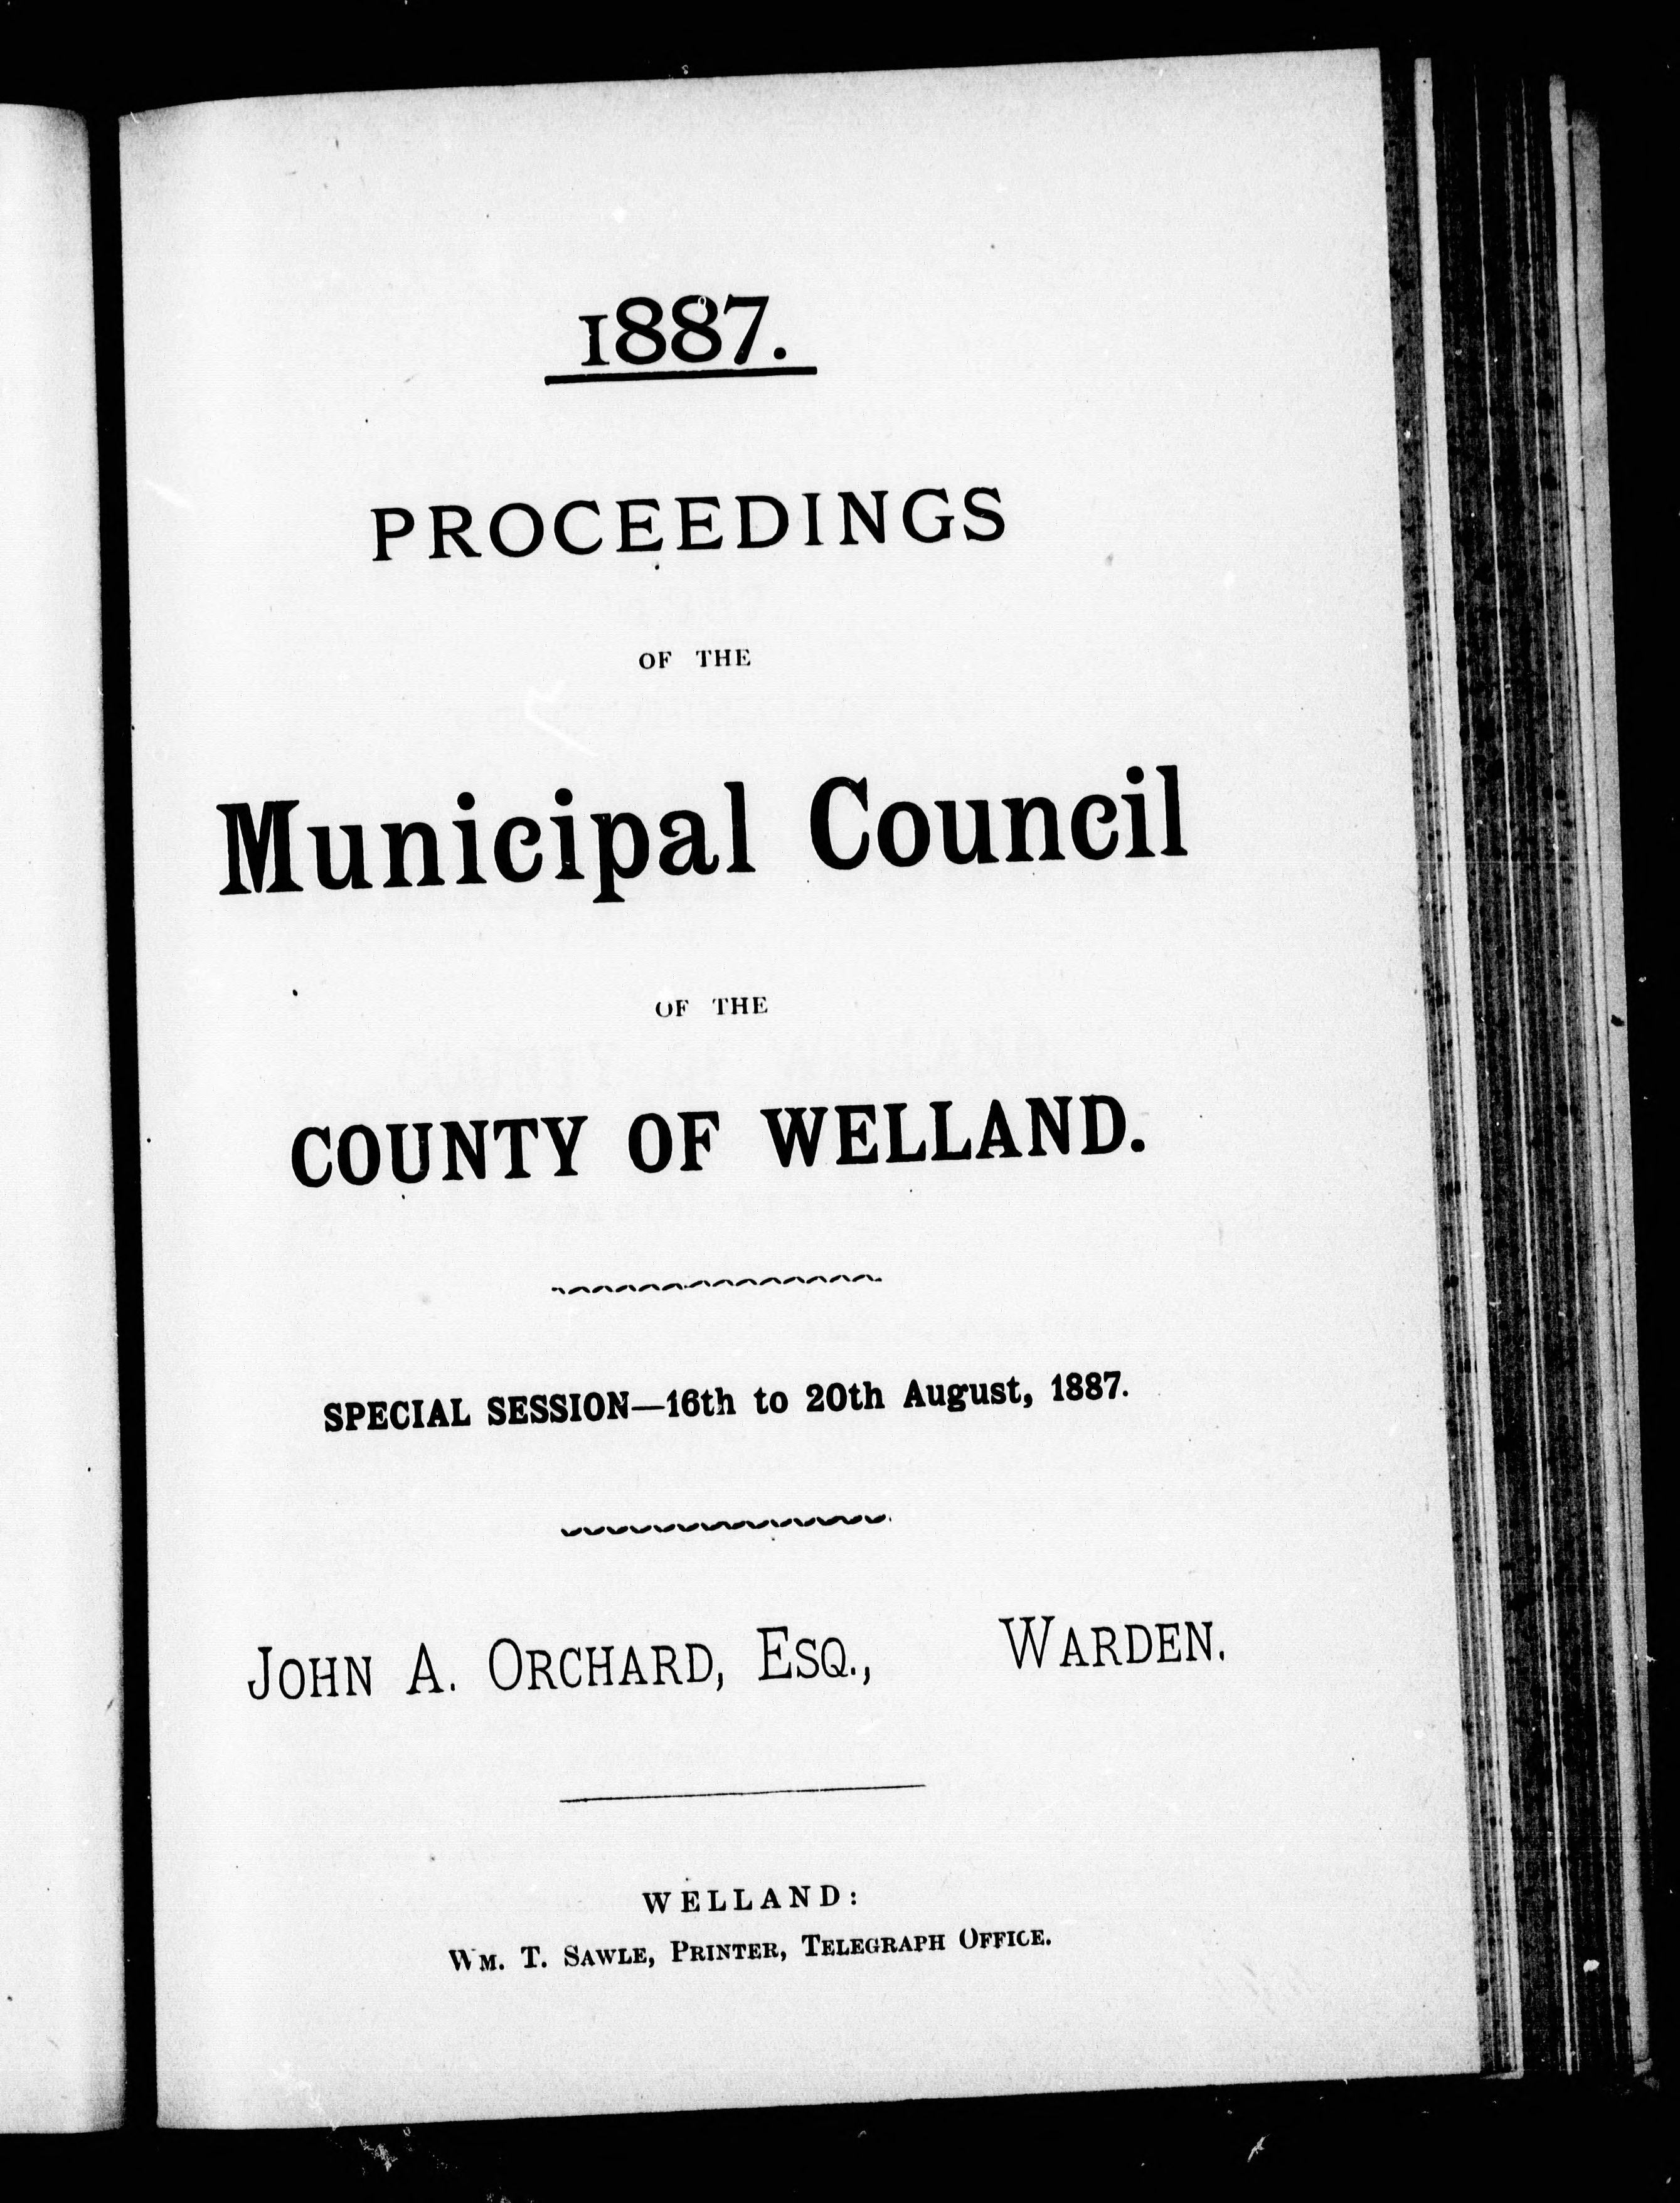 1887.
PROCEEDINGS
OF THE
Municipal Council
OF THE
COUNTY OF WELLAND.
SPECIAL SESSION—16th to 20th August, 1887.
JOHN A. ORCHARD, ESQ., WARDEN.
WELLAND:
WM. T. SAWLE, PRINTER, TELEGRAPH OFFICE.